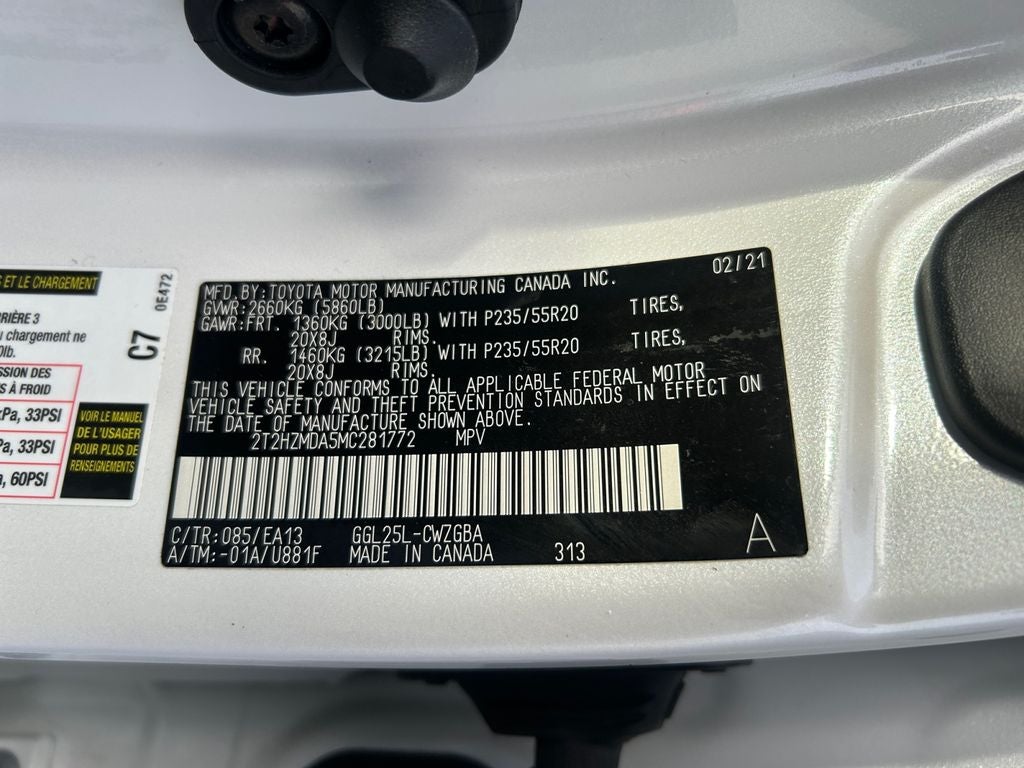 S ET LE CHARGEMENT
RIÈRE 3
u chargement ne
0lb.
SSION DES
S À FROID
kPa, 33PSI
Pa, 33PSI
a, 60PSI
C7
0E472
VOIR LE MANUEL
DE L'USAGER
POUR PLUS DE
RENSEIGNEMENTS
MFD. BY: TOYOTA MOTOR MANUFACTURING CANADA INC. 02/21
GVWR: 2660KG (5860LB)
GAWR: FRT. 1360KG (3000LB) WITH P235/55R20 TIRES,
20X8J RIMS.
RR. 1460KG (3215LB) WITH P235/55R20 TIRES,
20X8J RIMS.
THIS VEHICLE CONFORMS TO ALL APPLICABLE FEDERAL MOTOR
VEHICLE SAFETY AND THEFT PREVENTION STANDARDS IN EFFECT ON
THE DATE OF MANUFACTURE SHOWN ABOVE.
2T2HZMDA5MC281772 MPV
C/TR: 085/EA13 GGL25L-CWZGBA
A/TM: -01A/U881F MADE IN CANADA 313 A